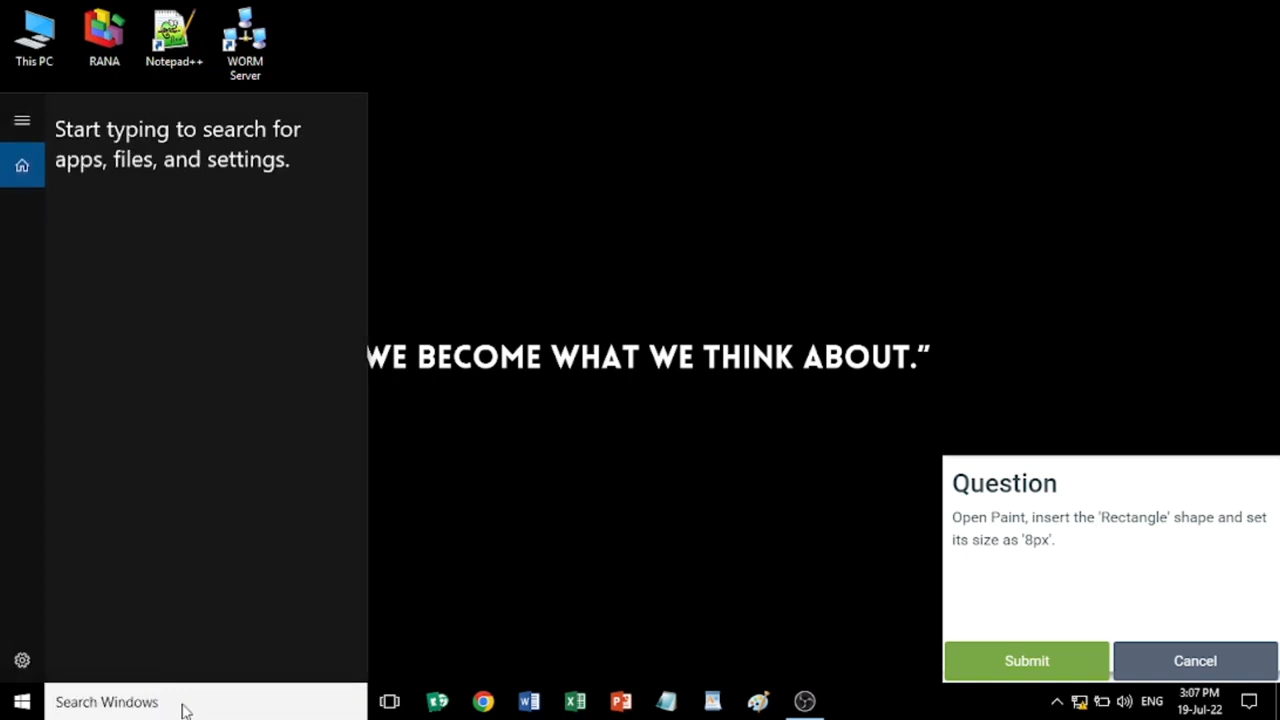 This PC
RANA
Notepad++
WORM
Server
Start typing to search for
apps, files, and settings.
WE BECOME WHAT WE THINK ABOUT.”
Question
Open Paint, insert the 'Rectangle' shape and set
its size as '8px'.
Submit
Cancel
Search Windows
ENG
3:07 PM
19-Jul-22